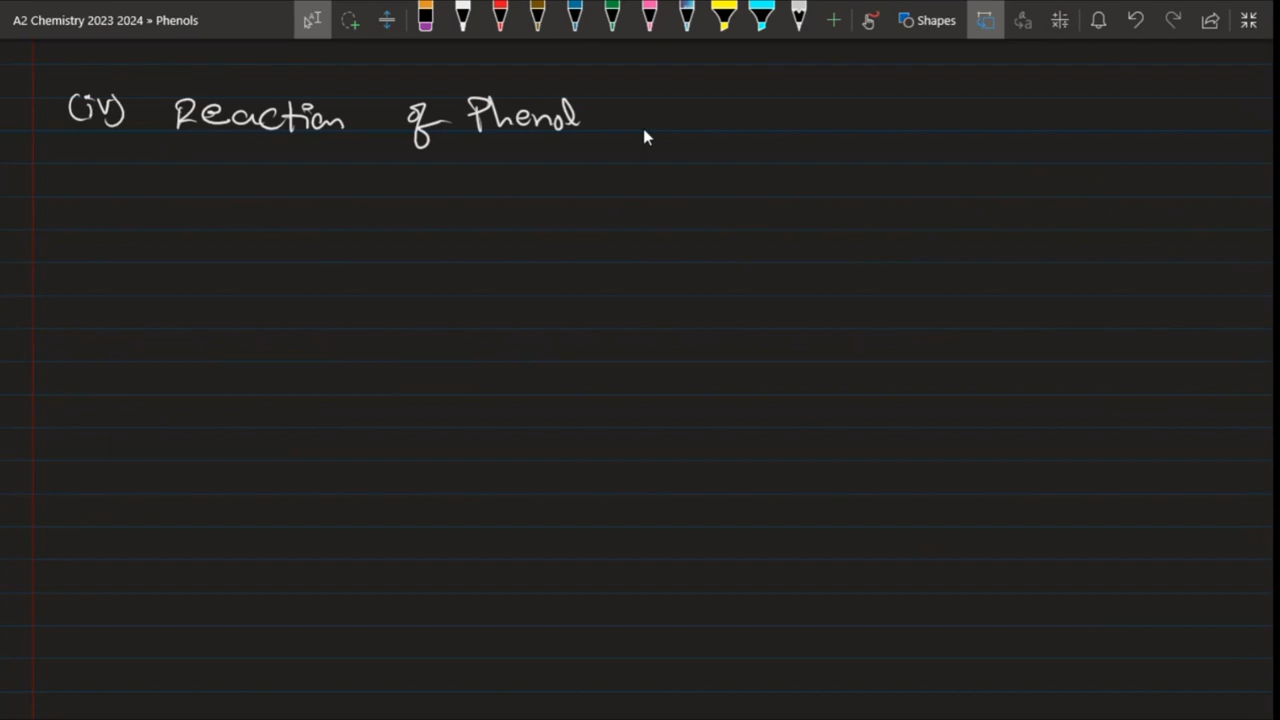 A2 Chemistry 2023 2024 » Phenols
Shapes
(iv) Reaction of Phenol